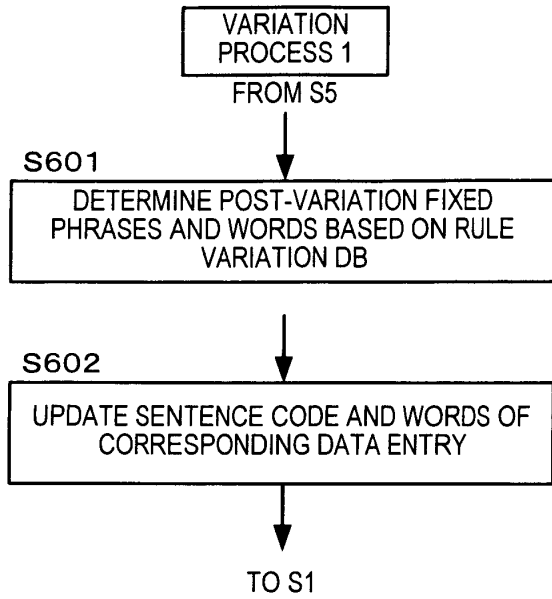 VARIATION
PROCESS 1
FROM S5
S601
DETERMINE POST-VARIATION FIXED
PHRASES AND WORDS BASED ON RULE
VARIATION DB
S602
UPDATE SENTENCE CODE AND WORDS OF
CORRESPONDING DATA ENTRY
TO S1